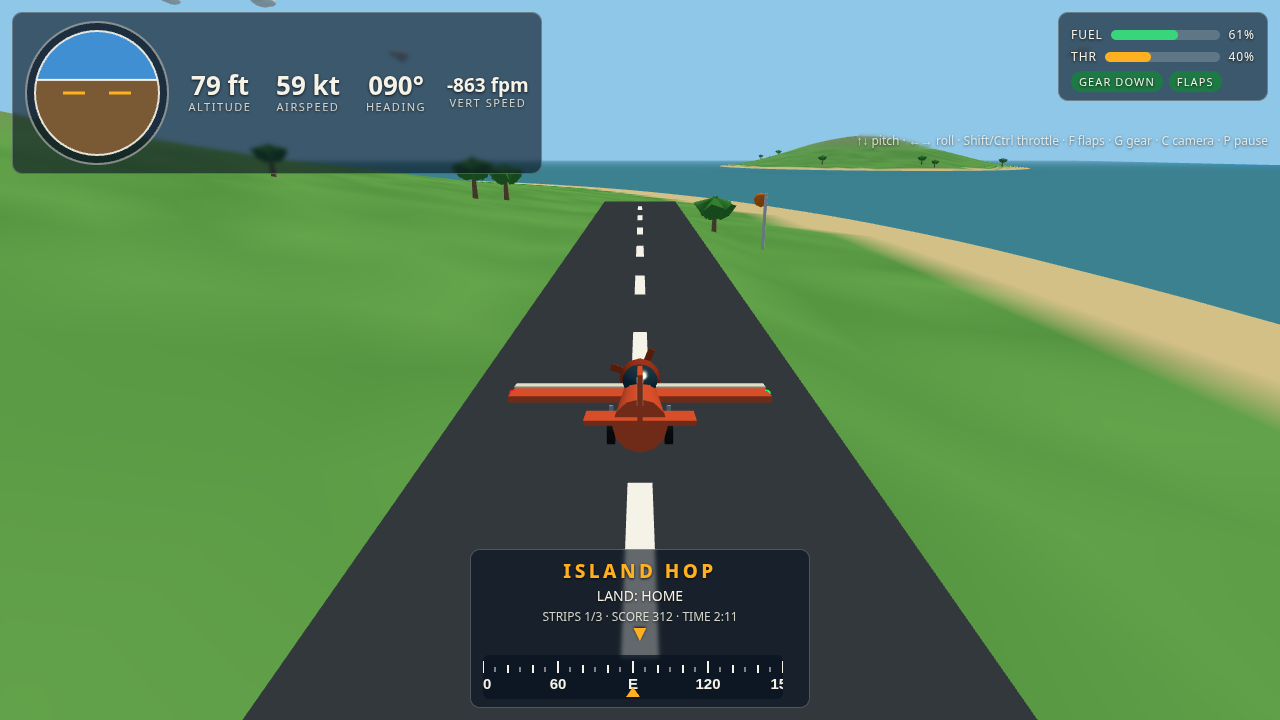 79 ft
ALTITUDE
59 kt
AIRSPEED
090°
HEADING
-863 fpm
VERT SPEED
FUEL 61%
THR 40%
GEAR DOWN FLAPS
↑↓ pitch · ←→ roll · Shift/Ctrl throttle · F flaps · G gear · C camera · P pause
ISLAND HOP
LAND: HOME
STRIPS 1/3 · SCORE 312 · TIME 2:11
0 60 E 120 15